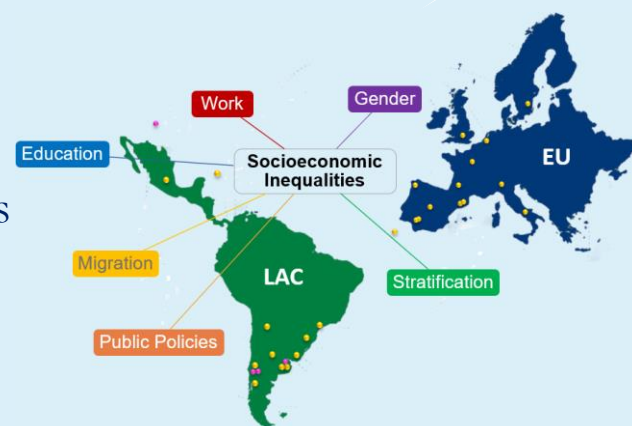 Work
Gender
Education
Socioeconomic
Inequalities
EU
s
Migration
LAC
Stratification
Public Policies